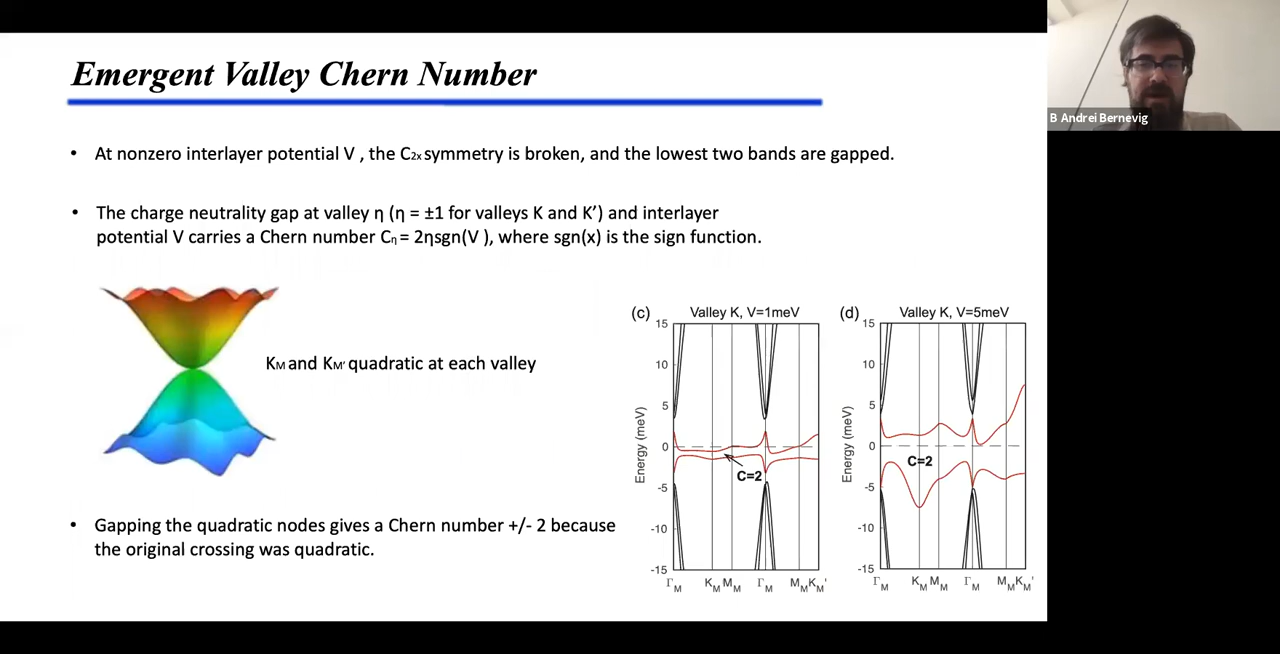 Emergent Valley Chern Number
B Andrei Bernevig
• At nonzero interlayer potential V , the C2x symmetry is broken, and the lowest two bands are gapped.
• The charge neutrality gap at valley η (η = ±1 for valleys K and K’) and interlayer
potential V carries a Chern number Cη = 2ηsgn(V ), where sgn(x) is the sign function.
KM and KM' quadratic at each valley
• Gapping the quadratic nodes gives a Chern number +/- 2 because
the original crossing was quadratic.
(c) Valley K, V=1meV
Energy (meV)
15
10
5
0
-5
-10
-15
C=2
ΓM KM MM ΓM MM KM'
(d) Valley K, V=5meV
Energy (meV)
15
10
5
0
-5
-10
-15
C=2
ΓM KM MM ΓM MM KM'